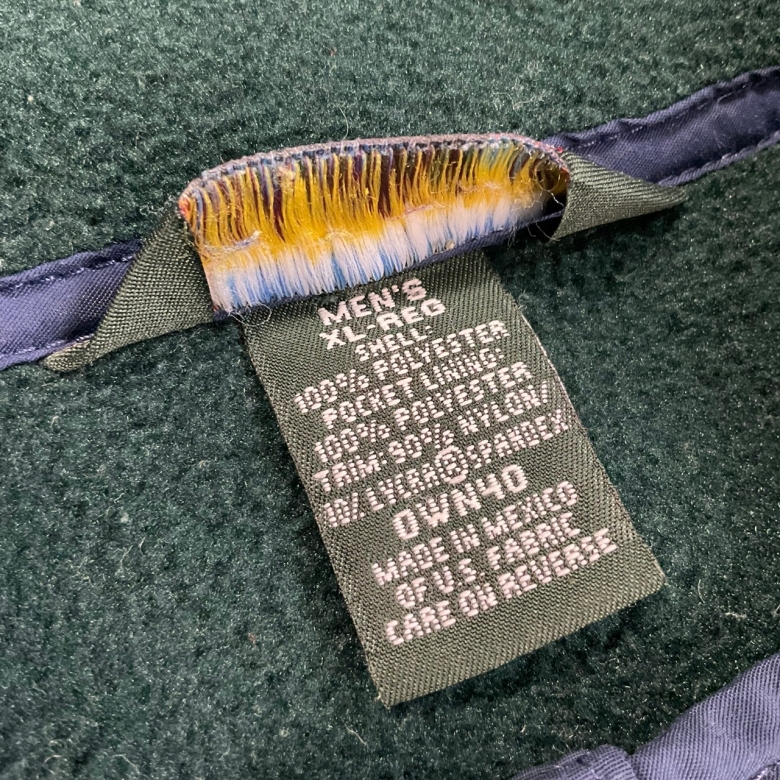 MEN'S
XL-REG
SHELL:
100% POLYESTER
POCKET LINING:
100% POLYESTER
TRIM: 90% NYLON/
10% LYCRA® SPANDEX
0WN40
MADE IN MEXICO
OF U.S. FABRIC
CARE ON REVERSE